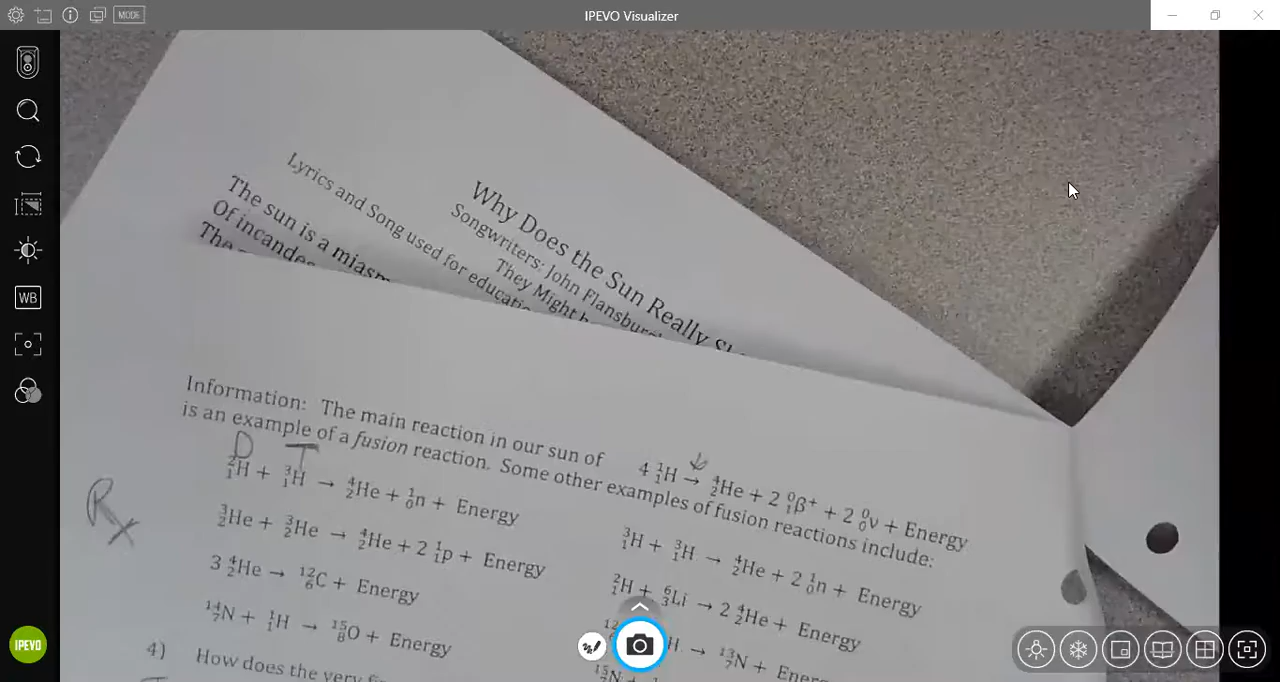 MODE
IPEVO Visualizer
WB
IPEVO
Why Does the Sun Really
Lyrics and Song used for
Songwriters: John
They Might
The sun is a
Of
The
Information: The main reaction in our sun of 4 ¹₁H → ⁴₂He + 2 ⁰₁β⁺ + 2 ⁰₀ν + Energy
is an example of a fusion reaction. Some other examples of fusion reactions include:
D T
²₁H + ³₁H → ⁴₂He + ¹₀n + Energy
³₁H + ³₁H → ⁴₂He + 2 ¹₀n + Energy
Rx
³₂He + ³₂He → ⁴₂He + 2 ¹₁p + Energy
²₁H + ⁶₃Li → 2 ⁴₂He + Energy
3 ⁴₂He → ¹²₆C + Energy
H → ¹³₇N +
¹⁴₇N + ¹₁H → ¹⁵₈O + Energy
¹⁵₇N +
4) How does the very